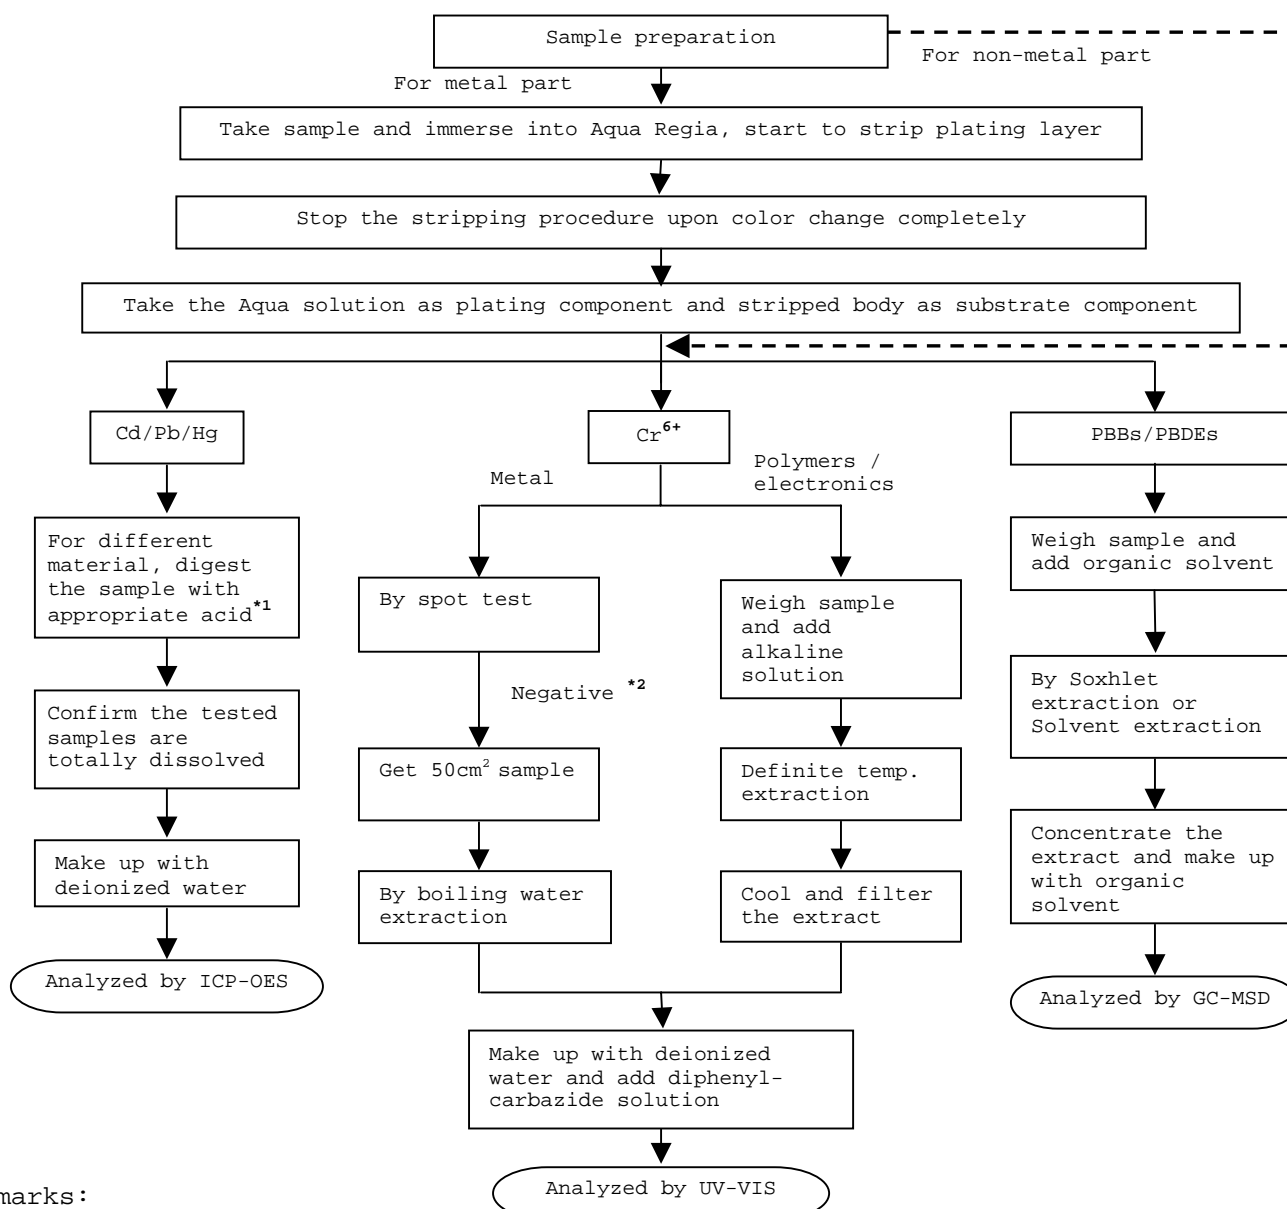 Sample preparation
For non-metal part
For metal part
Take sample and immerse into Aqua Regia, start to strip plating layer
Stop the stripping procedure upon color change completely
Take the Aqua solution as plating component and stripped body as substrate component
Cd/Pb/Hg
Cr6+
PBBs/PBDEs
Metal
Polymers /
electronics
For different
material, digest
the sample with
appropriate acid*1
Confirm the tested
samples are
totally dissolved
Make up with
deionized water
Analyzed by ICP-OES
By spot test
Negative *2
Get 50cm2 sample
By boiling water
extraction
Weigh sample
and add
alkaline
solution
Definite temp.
extraction
Cool and filter
the extract
Make up with deionized
water and add diphenyl-
carbazide solution
Analyzed by UV-VIS
Weigh sample and
add organic solvent
By Soxhlet
extraction or
Solvent extraction
Concentrate the
extract and make up
with organic
solvent
Analyzed by GC-MSD
marks: